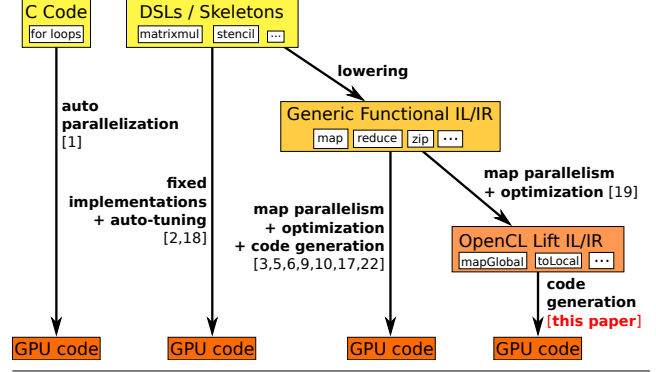 C Code
for loops
DSLs / Skeletons
matrixmul stencil ...
lowering
auto
parallelization
[1]
Generic Functional IL/IR
map reduce zip ...
fixed
implementations
+ auto-tuning
[2,18]
map parallelism
+ optimization
+ code generation
[3,5,6,9,10,17,22]
map parallelism
+ optimization [19]
OpenCL Lift IL/IR
mapGlobal toLocal ...
code
generation
[this paper]
GPU code GPU code GPU code GPU code